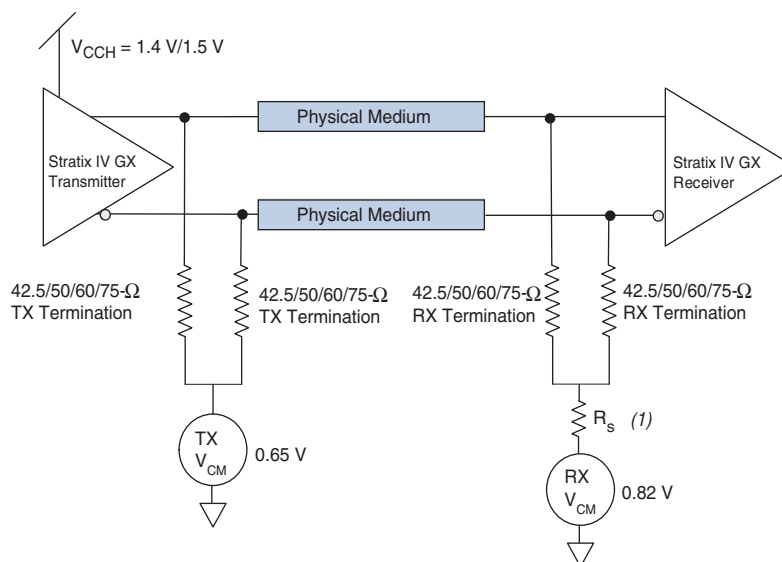 V_CCH = 1.4 V/1.5 V
Physical Medium
Stratix IV GX
Transmitter
Stratix IV GX
Receiver
Physical Medium
42.5/50/60/75-Ω
TX Termination
42.5/50/60/75-Ω
TX Termination
42.5/50/60/75-Ω
RX Termination
42.5/50/60/75-Ω
RX Termination
R_s (1)
TX
V_CM
0.65 V
RX
V_CM
0.82 V